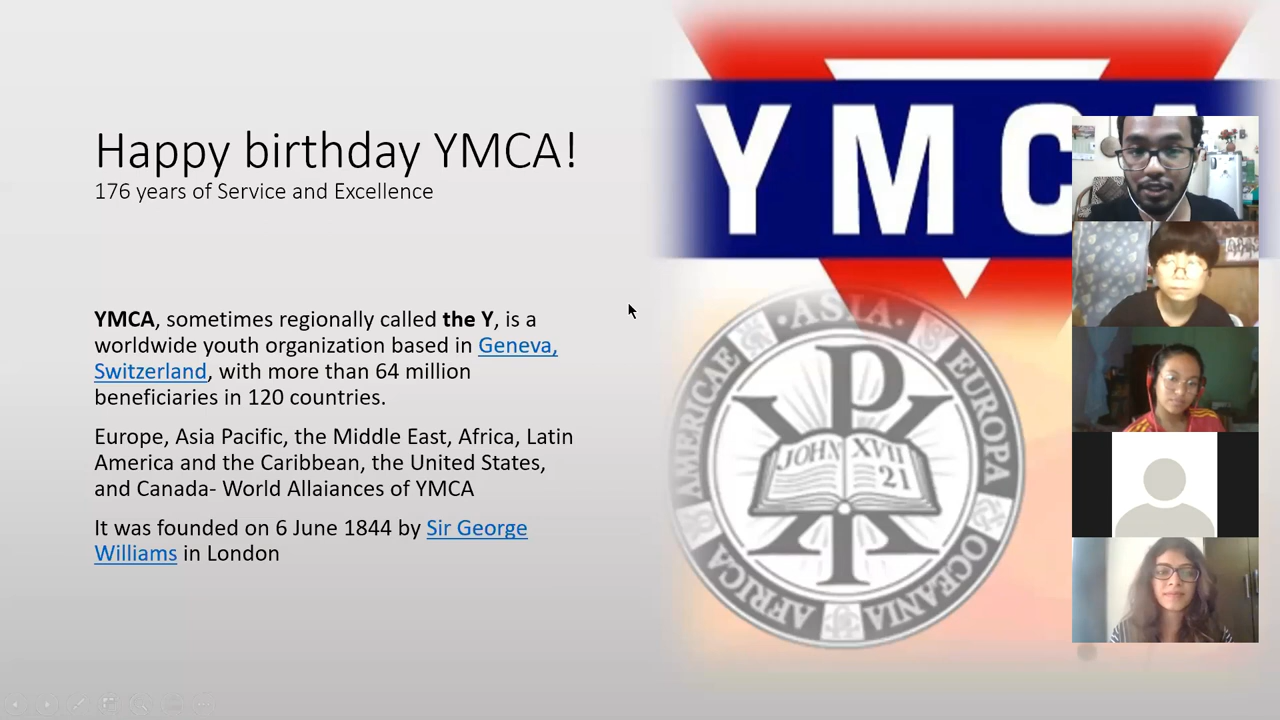 Happy birthday YMCA!
176 years of Service and Excellence
YMCA, sometimes regionally called the Y, is a
worldwide youth organization based in Geneva,
Switzerland, with more than 64 million
beneficiaries in 120 countries.
Europe, Asia Pacific, the Middle East, Africa, Latin
America and the Caribbean, the United States,
and Canada- World Allaiances of YMCA
It was founded on 6 June 1844 by Sir George
Williams in London
YMCA
ASIA
EUROPA
OCEANIA
AFRICA
AMERICAE
JOHN XVII
21